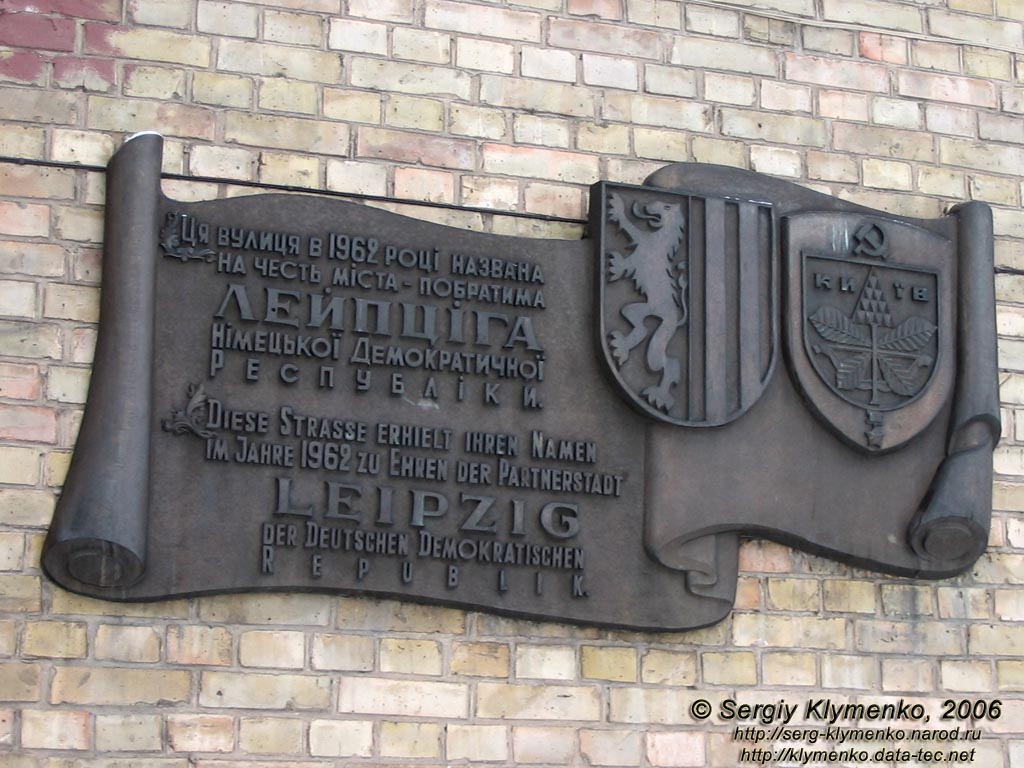 Ця вулиця в 1962 році названа
на честь міста - побратима
Лейпціга
Німецької Демократичної
Республіки.
Diese Strasse erhielt ihren Namen
im Jahre 1962 zu Ehren der Partnerstadt
LEIPZIG
der Deutschen Demokratischen
Republik.
КИЇВ
© Sergiy Klymenko, 2006
http://serg-klymenko.narod.ru
http://klymenko.data-tec.net